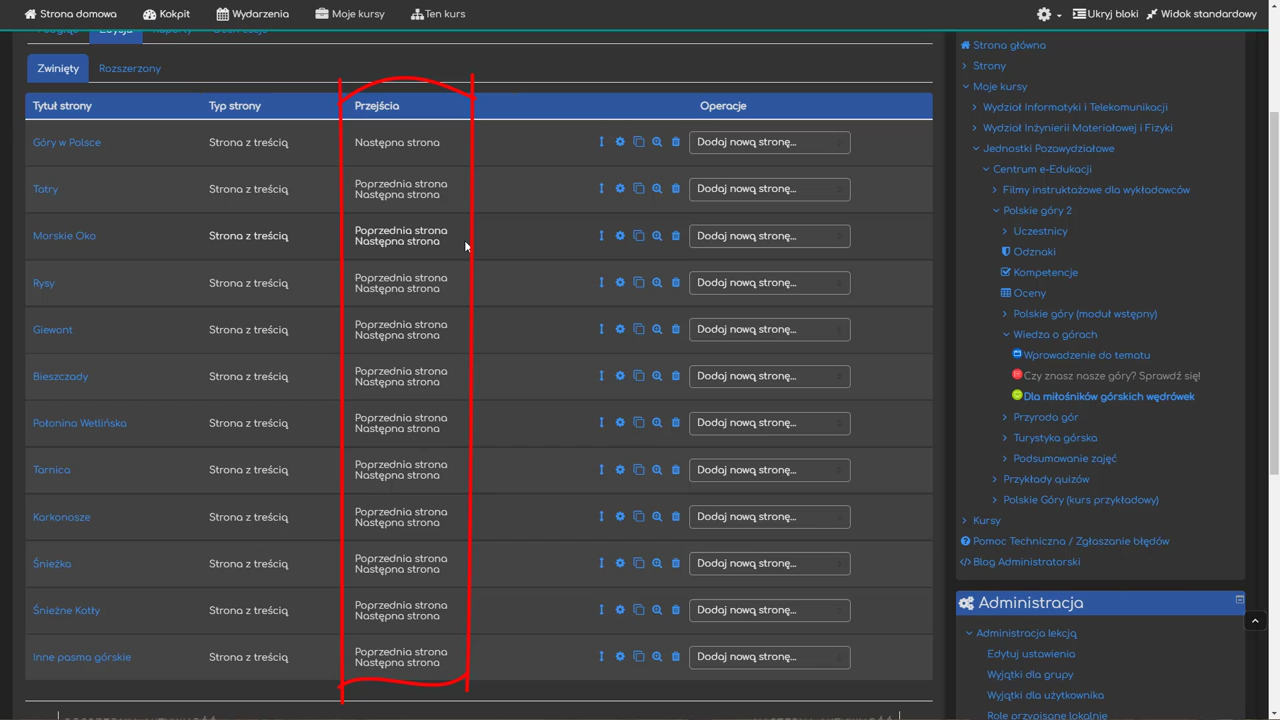 Strona domowa Kokpit Wydarzenia Moje kursy Ten kurs Ukryj bloki Widok standardowy
Edycja
Zwinięty Rozszerzony
Tytuł strony Typ strony Przejścia Operacje
Góry w Polsce Strona z treścią Następna strona Dodaj nową stronę...
Tatry Strona z treścią Poprzednia strona Dodaj nową stronę...
Następna strona
Morskie Oko Strona z treścią Poprzednia strona Dodaj nową stronę...
Następna strona
Rysy Strona z treścią Poprzednia strona Dodaj nową stronę...
Następna strona
Giewont Strona z treścią Poprzednia strona Dodaj nową stronę...
Następna strona
Bieszczady Strona z treścią Poprzednia strona Dodaj nową stronę...
Następna strona
Połonina Wetlińska Strona z treścią Poprzednia strona Dodaj nową stronę...
Następna strona
Tarnica Strona z treścią Poprzednia strona Dodaj nową stronę...
Następna strona
Karkonosze Strona z treścią Poprzednia strona Dodaj nową stronę...
Następna strona
Śnieżka Strona z treścią Poprzednia strona Dodaj nową stronę...
Następna strona
Śnieżne Kotły Strona z treścią Poprzednia strona Dodaj nową stronę...
Następna strona
Inne pasma górskie Strona z treścią Poprzednia strona Dodaj nową stronę...
Następna strona
Strona główna
Strony
Moje kursy
Wydział Informatyki i Telekomunikacji
Wydział Inżynierii Materiałowej i Fizyki
Jednostki Pozawydziałowe
Centrum e-Edukacji
Filmy instruktażowe dla wykładowców
Polskie góry 2
Uczestnicy
Odznaki
Kompetencje
Oceny
Polskie góry (moduł wstępny)
Wiedza o górach
Wprowadzenie do tematu
Czy znasz nasze góry? Sprawdź się!
Dla miłośników górskich wędrówek
Przyroda gór
Turystyka górska
Podsumowanie zajęć
Przykłady quizów
Polskie Góry (kurs przykładowy)
Kursy
Pomoc Techniczna / Zgłaszanie błędów
Blog Administratorski
Administracja
Administracja lekcją
Edytuj ustawienia
Wyjątki dla grupy
Wyjątki dla użytkownika
Role przypisane lokalnie